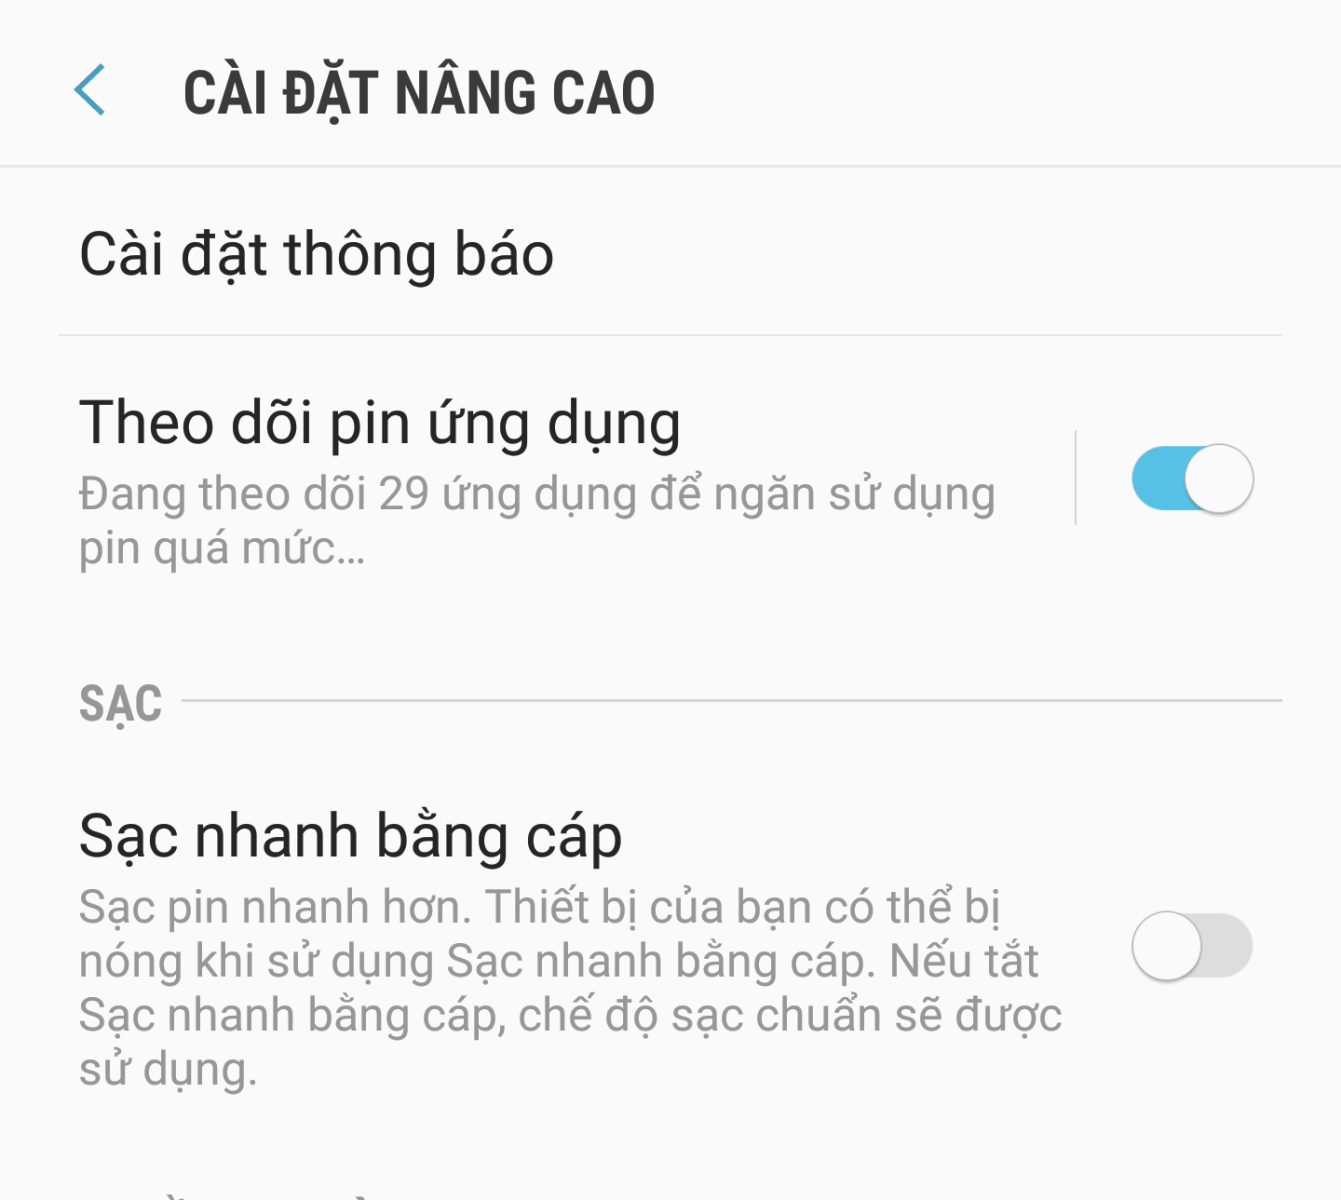 CÀI ĐẶT NÂNG CAO
Cài đặt thông báo
Theo dõi pin ứng dụng
Đang theo dõi 29 ứng dụng để ngăn sử dụng
pin quá mức...
SẠC
Sạc nhanh bằng cáp
Sạc pin nhanh hơn. Thiết bị của bạn có thể bị
nóng khi sử dụng Sạc nhanh bằng cáp. Nếu tắt
Sạc nhanh bằng cáp, chế độ sạc chuẩn sẽ được
sử dụng.